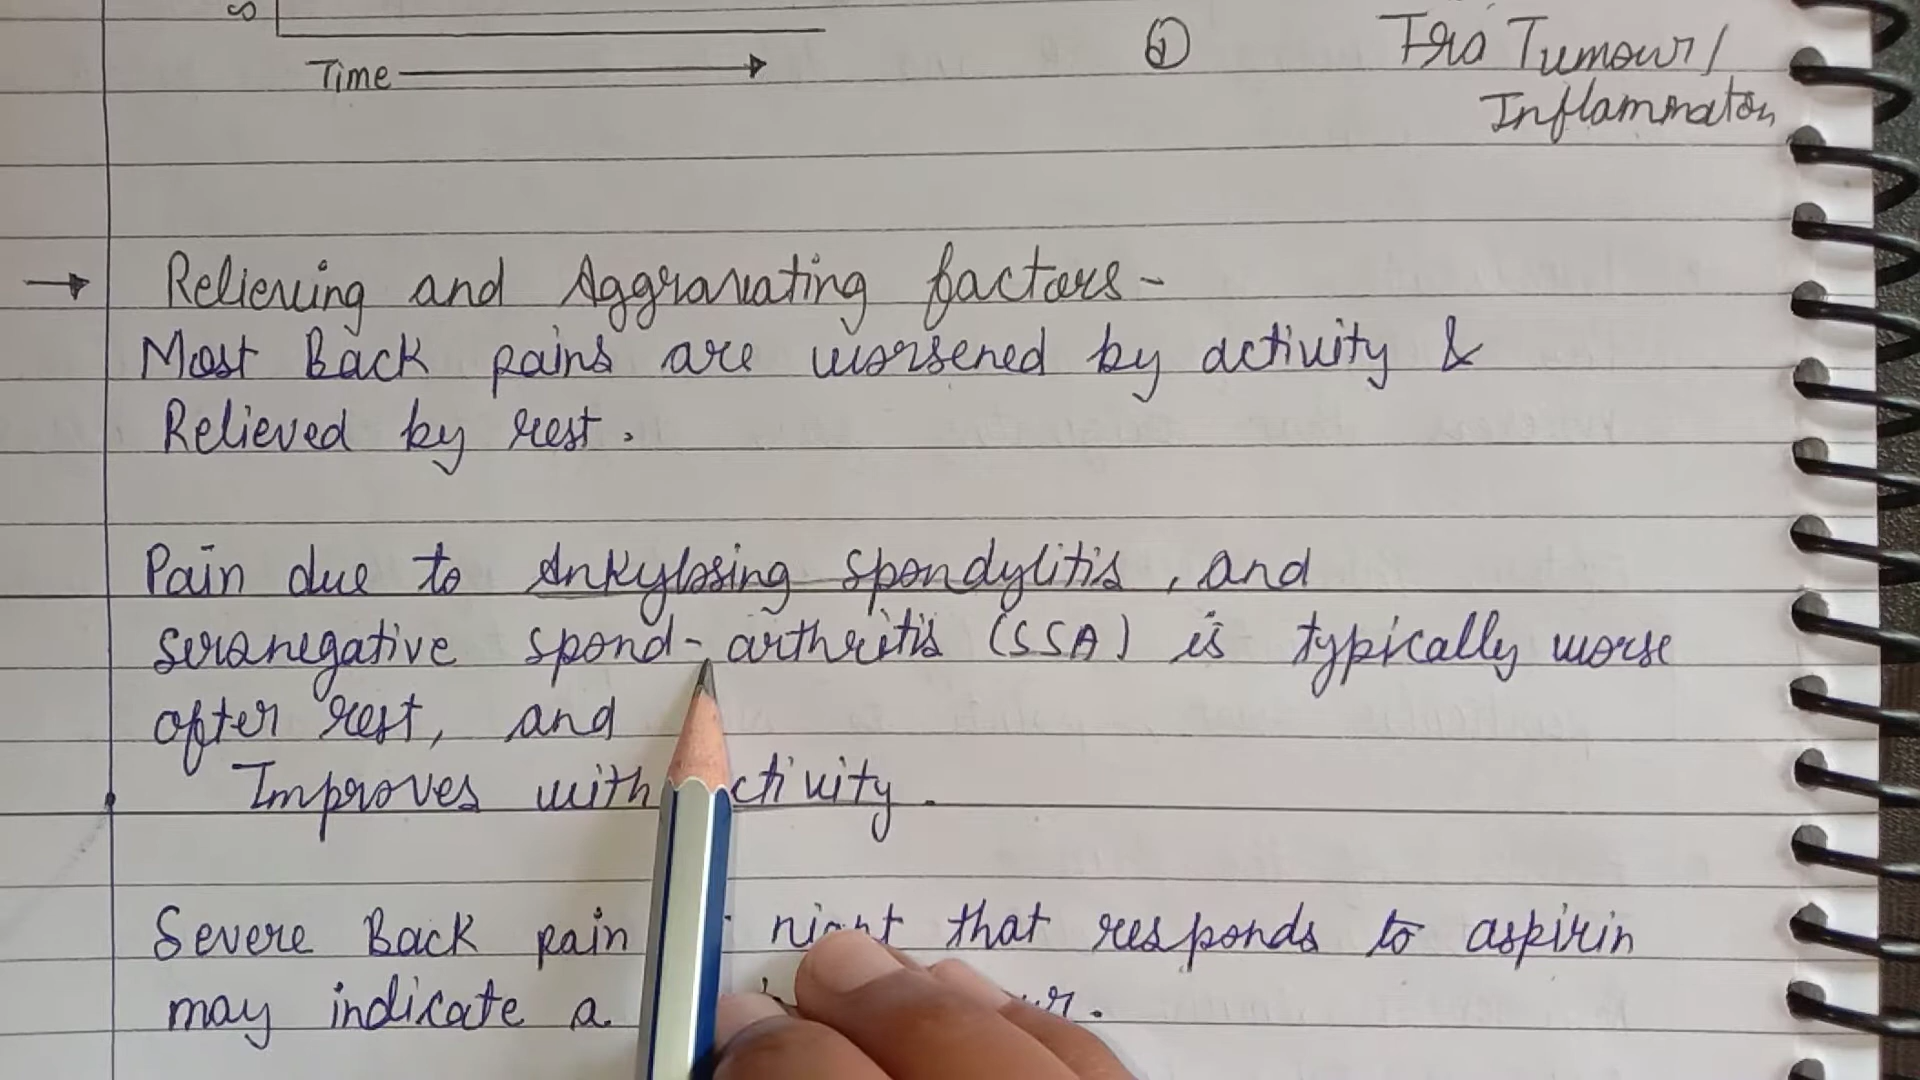 S
Time
Fro Tumour/
Inflammaton
→ Relieving and Aggravating factors-
Most Back pains are worsened by activity &
Relieved by rest.
Pain due to Ankylosing spondylitis, and
seronegative spond-arthritis (SSA) is typically worse
after rest, and
Improves with ctivity.
Severe Back pain night that responds to aspirin
may indicate a